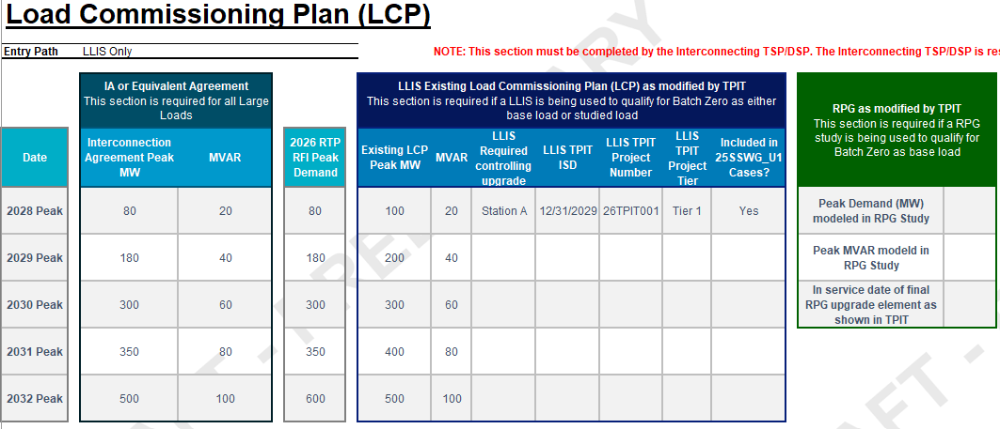 Load Commissioning Plan (LCP)
Entry Path LLIS Only
NOTE: This section must be completed by the Interconnecting TSP/DSP. The Interconnecting TSP/DSP is res
IA or Equivalent Agreement
This section is required for all Large
Loads
LLIS Existing Load Commissioning Plan (LCP) as modified by TPIT
This section is required if a LLIS is being used to qualify for Batch Zero as either
base load or studied load
RPG as modified by TPIT
This section is required if a RPG
study is being used to qualify for
Batch Zero as base load
Date
Interconnection
Agreement Peak
MW
MVAR
2026 RTP
RFI Peak
Demand
Existing LCP
Peak MW
MVAR
LLIS
Required
controlling
upgrade
LLIS TPIT
ISD
LLIS TPIT
Project
Number
LLIS
TPIT
Project
Tier
Included in
25SSWG_U1
Cases?
2028 Peak 80 20 80 100 20 Station A 12/31/2029 26TPIT001 Tier 1 Yes
Peak Demand (MW)
modeled in RPG Study
2029 Peak 180 40 180 200 40
Peak MVAR modeld in
RPG Study
2030 Peak 300 60 300 300 60
In service date of final
RPG upgrade element as
shown in TPIT
2031 Peak 350 80 350 400 80
2032 Peak 500 100 600 500 100